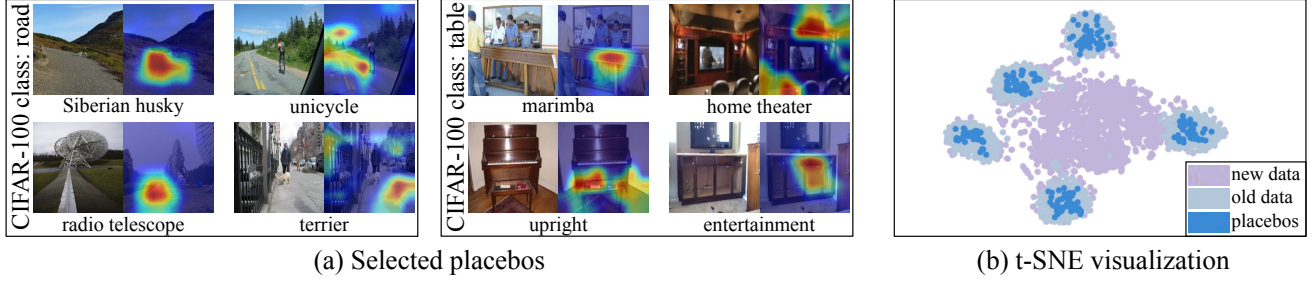 CIFAR-100 class: road
Siberian husky
unicycle
radio telescope
terrier
CIFAR-100 class: table
marimba
home theater
upright
entertainment
new data
old data
placebos
(a) Selected placebos
(b) t-SNE visualization